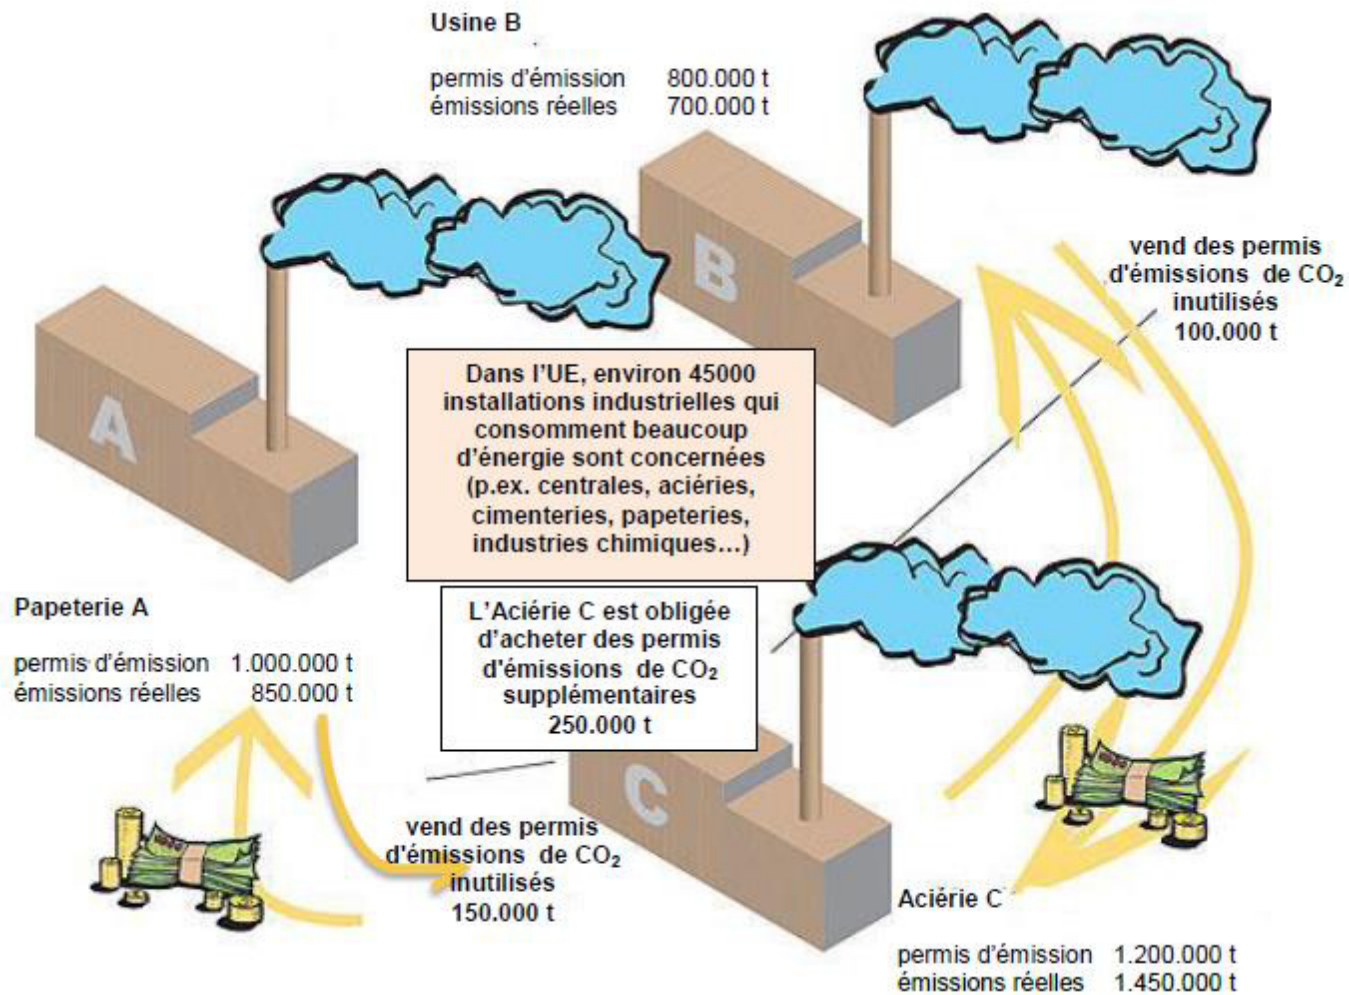 Usine B
permis d'émission 800.000 t
émissions réelles 700.000 t
B
vend des permis
d'émissions de CO₂
inutilisés
100.000 t
A
Dans l'UE, environ 45000
installations industrielles qui
consomment beaucoup
d'énergie sont concernées
(p.ex. centrales, aciéries,
cimenteries, papeteries,
industries chimiques…)
Papeterie A
permis d'émission 1.000.000 t
émissions réelles 850.000 t
L'Aciérie C est obligée
d'acheter des permis
d'émissions de CO₂
supplémentaires
250.000 t
C
vend des permis
d'émissions de CO₂
inutilisés
150.000 t
Aciérie C
permis d'émission 1.200.000 t
émissions réelles 1.450.000 t